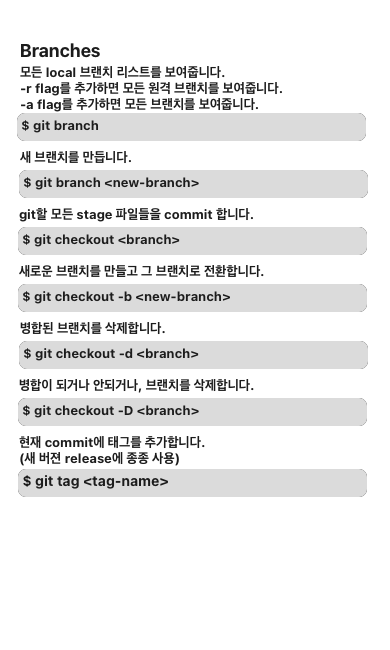 Branches
모든 local 브랜치 리스트를 보여줍니다.
-r flag를 추가하면 모든 원격 브랜치를 보여줍니다.
-a flag를 추가하면 모든 브랜치를 보여줍니다.
$ git branch
새 브랜치를 만듭니다.
$ git branch <new-branch>
git할 모든 stage 파일들을 commit 합니다.
$ git checkout <branch>
새로운 브랜치를 만들고 그 브랜치로 전환합니다.
$ git checkout -b <new-branch>
병합된 브랜치를 삭제합니다.
$ git checkout -d <branch>
병합이 되거나 안되거나, 브랜치를 삭제합니다.
$ git checkout -D <branch>
현재 commit에 태그를 추가합니다.
(새 버젼 release에 종종 사용)
$ git tag <tag-name>